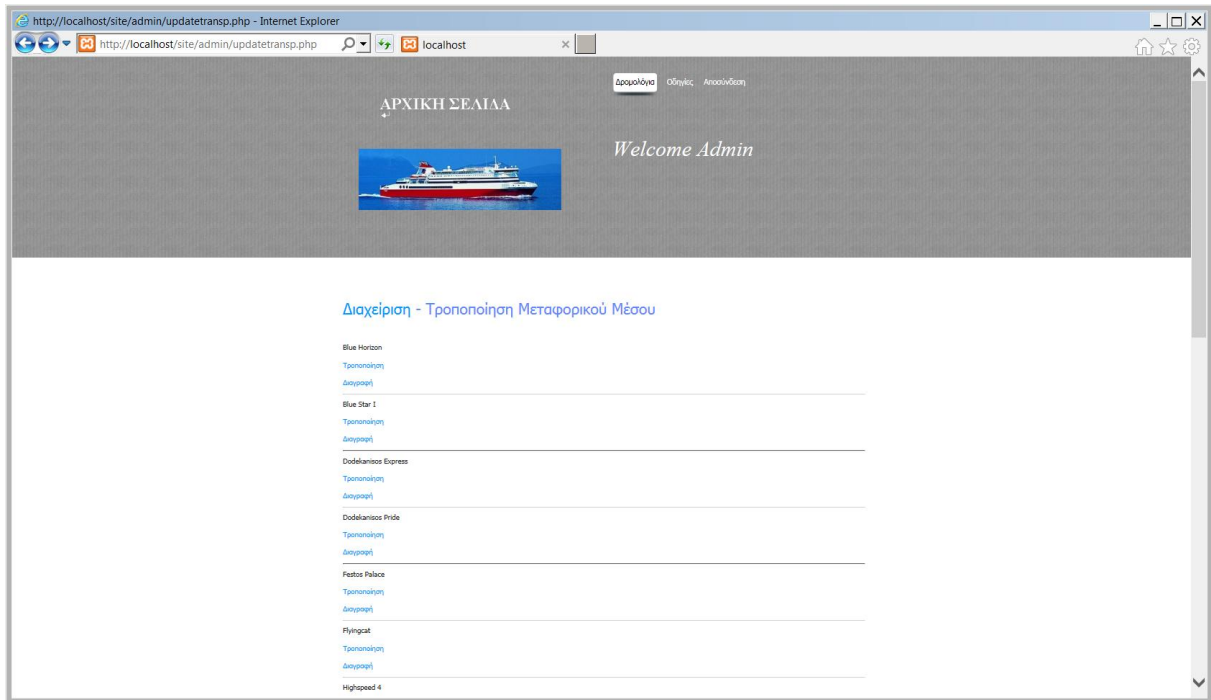 http://localhost/site/admin/updatetransp.php - Internet Explorer
http://localhost/site/admin/updatetransp.php
localhost
Δρομολόγια Οδηγίες Αποσύνδεση
ΑΡΧΙΚΗ ΣΕΛΙΔΑ
Welcome Admin
Διαχείριση - Τροποποίηση Μεταφορικού Μέσου
Blue Horizon
Τροποποίηση
Διαγραφή
Blue Star I
Τροποποίηση
Διαγραφή
Dodekanisos Express
Τροποποίηση
Διαγραφή
Dodekanisos Pride
Τροποποίηση
Διαγραφή
Festos Palace
Τροποποίηση
Διαγραφή
Flyingcat
Τροποποίηση
Διαγραφή
Highspeed 4